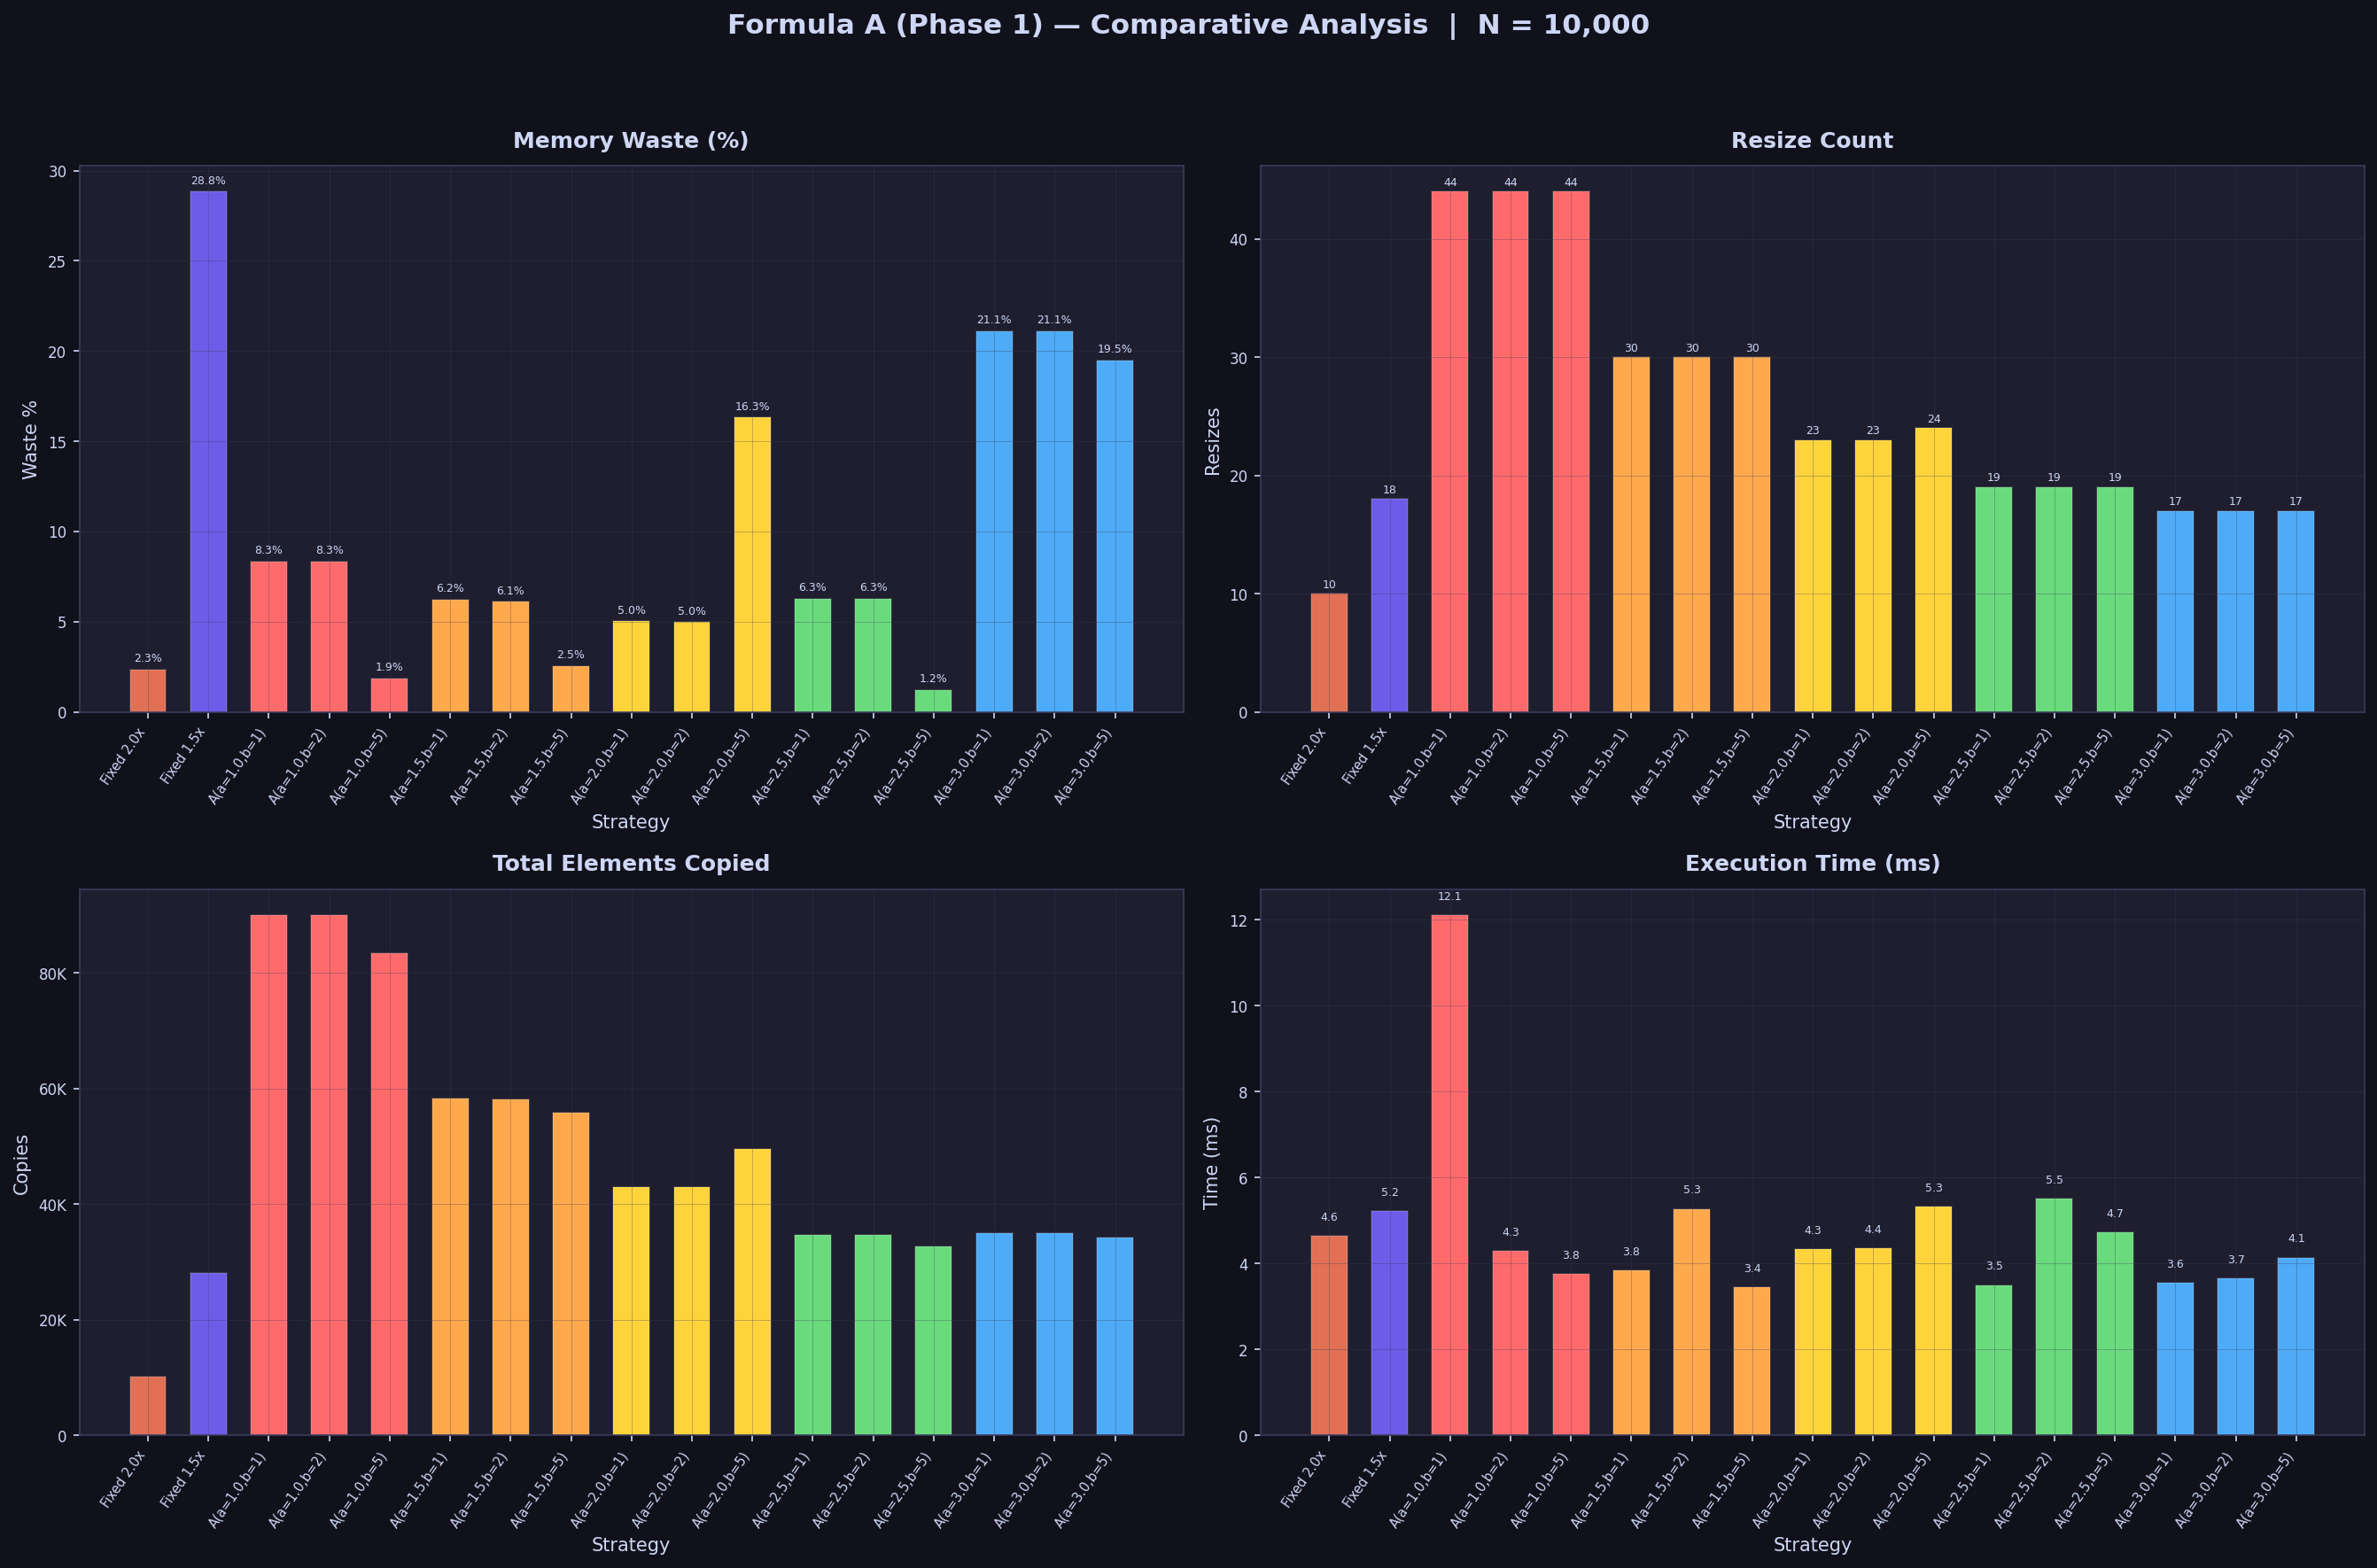 Formula A (Phase 1) — Comparative Analysis | N = 10,000
Memory Waste (%)
Waste %
30
25
20
15
10
5
0
2.3%
28.8%
8.3%
8.3%
1.9%
6.2%
6.1%
2.5%
5.0%
5.0%
16.3%
6.3%
6.3%
1.2%
21.1%
21.1%
19.5%
Fixed 2.0x
Fixed 1.5x
A(a=1.0,b=1)
A(a=1.0,b=2)
A(a=1.0,b=5)
A(a=1.5,b=1)
A(a=1.5,b=2)
A(a=1.5,b=5)
A(a=2.0,b=1)
A(a=2.0,b=2)
A(a=2.0,b=5)
A(a=2.5,b=1)
A(a=2.5,b=2)
A(a=2.5,b=5)
A(a=3.0,b=1)
A(a=3.0,b=2)
A(a=3.0,b=5)
Strategy
Resize Count
Resizes
40
30
20
10
0
10
18
44
44
44
30
30
30
23
23
24
19
19
19
17
17
17
Fixed 2.0x
Fixed 1.5x
A(a=1.0,b=1)
A(a=1.0,b=2)
A(a=1.0,b=5)
A(a=1.5,b=1)
A(a=1.5,b=2)
A(a=1.5,b=5)
A(a=2.0,b=1)
A(a=2.0,b=2)
A(a=2.0,b=5)
A(a=2.5,b=1)
A(a=2.5,b=2)
A(a=2.5,b=5)
A(a=3.0,b=1)
A(a=3.0,b=2)
A(a=3.0,b=5)
Strategy
Total Elements Copied
Copies
80K
60K
40K
20K
0
Fixed 2.0x
Fixed 1.5x
A(a=1.0,b=1)
A(a=1.0,b=2)
A(a=1.0,b=5)
A(a=1.5,b=1)
A(a=1.5,b=2)
A(a=1.5,b=5)
A(a=2.0,b=1)
A(a=2.0,b=2)
A(a=2.0,b=5)
A(a=2.5,b=1)
A(a=2.5,b=2)
A(a=2.5,b=5)
A(a=3.0,b=1)
A(a=3.0,b=2)
A(a=3.0,b=5)
Strategy
Execution Time (ms)
Time (ms)
12
10
8
6
4
2
0
4.6
5.2
12.1
4.3
3.8
3.8
5.3
3.4
4.3
4.4
5.3
3.5
5.5
4.7
3.6
3.7
4.1
Fixed 2.0x
Fixed 1.5x
A(a=1.0,b=1)
A(a=1.0,b=2)
A(a=1.0,b=5)
A(a=1.5,b=1)
A(a=1.5,b=2)
A(a=1.5,b=5)
A(a=2.0,b=1)
A(a=2.0,b=2)
A(a=2.0,b=5)
A(a=2.5,b=1)
A(a=2.5,b=2)
A(a=2.5,b=5)
A(a=3.0,b=1)
A(a=3.0,b=2)
A(a=3.0,b=5)
Strategy